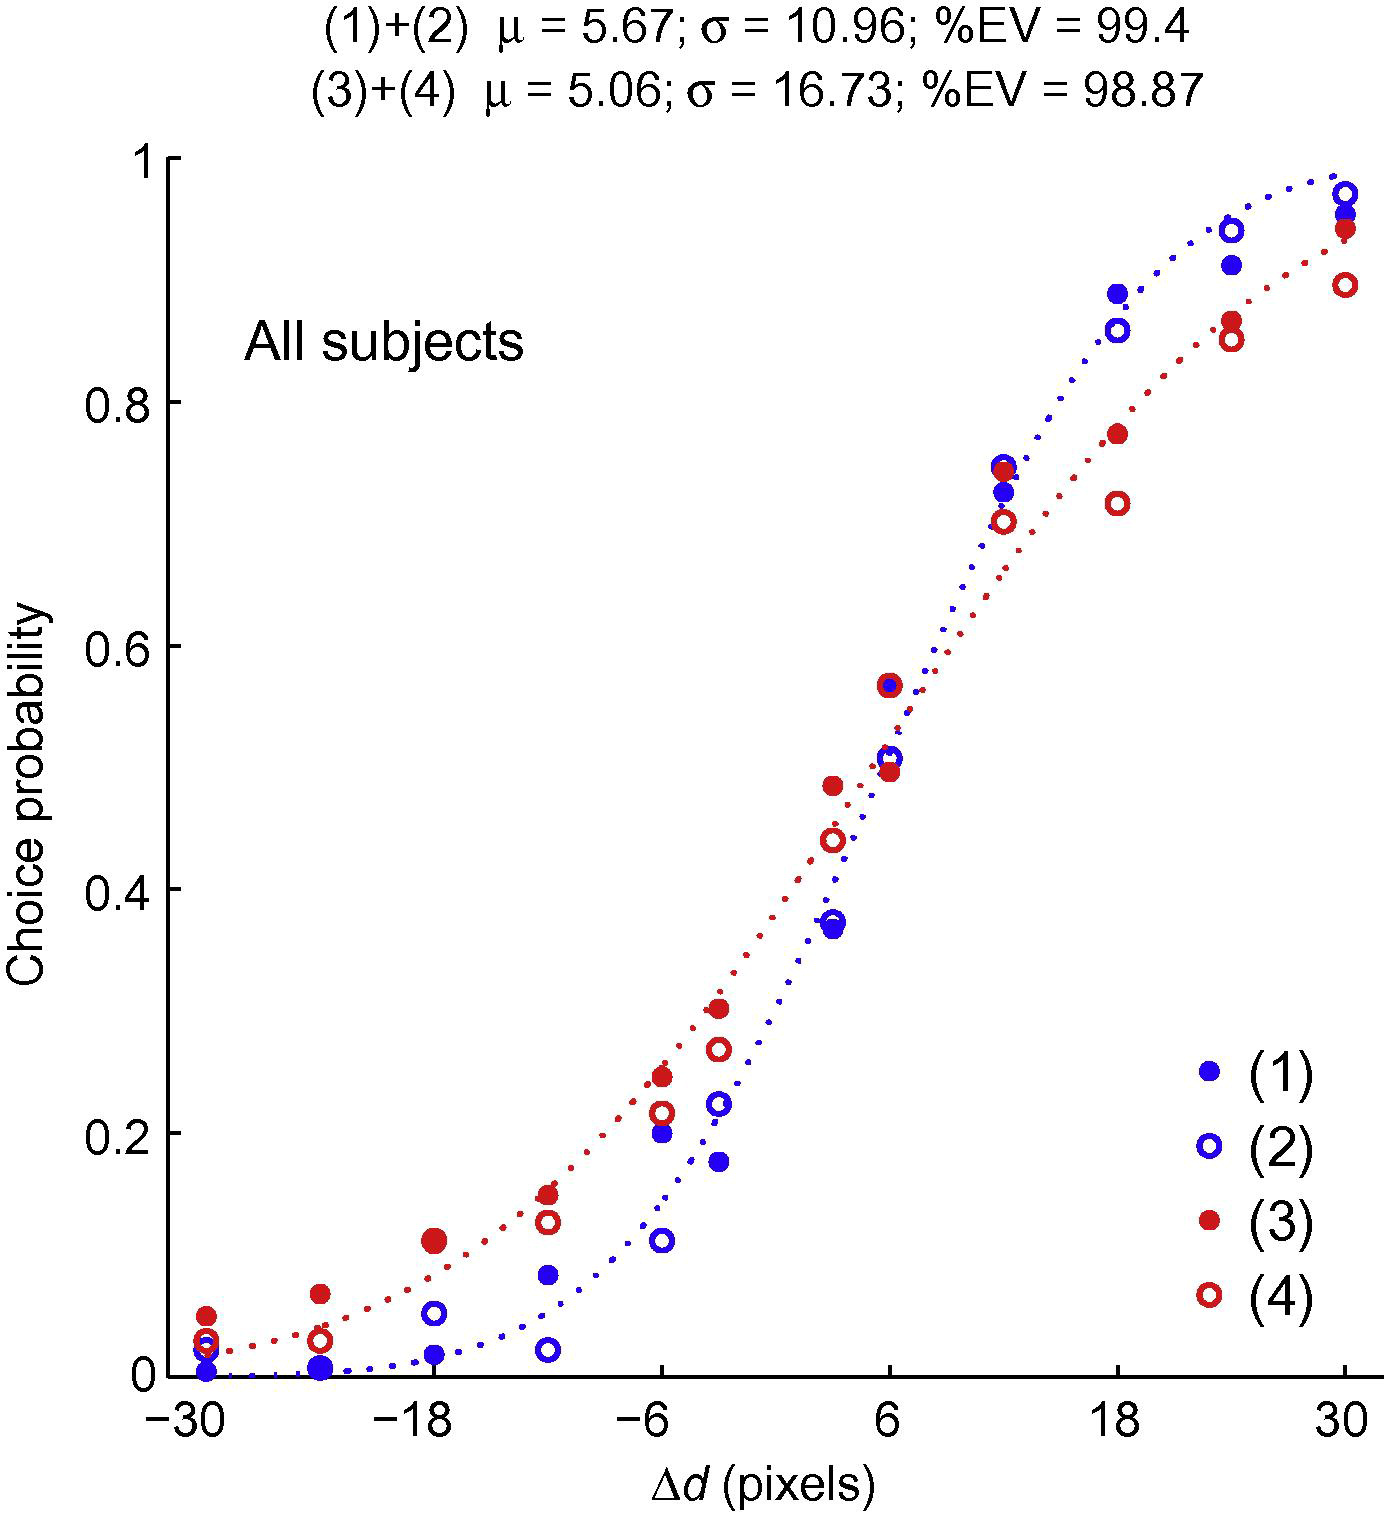 (1)+(2) μ = 5.67; σ = 10.96; %EV = 99.4
(3)+(4) μ = 5.06; σ = 16.73; %EV = 98.87
1
All subjects
0.8
0.6
0.4
0.2
0
Choice probability
(1)
(2)
(3)
(4)
−30 −18 −6 6 18 30
Δd (pixels)